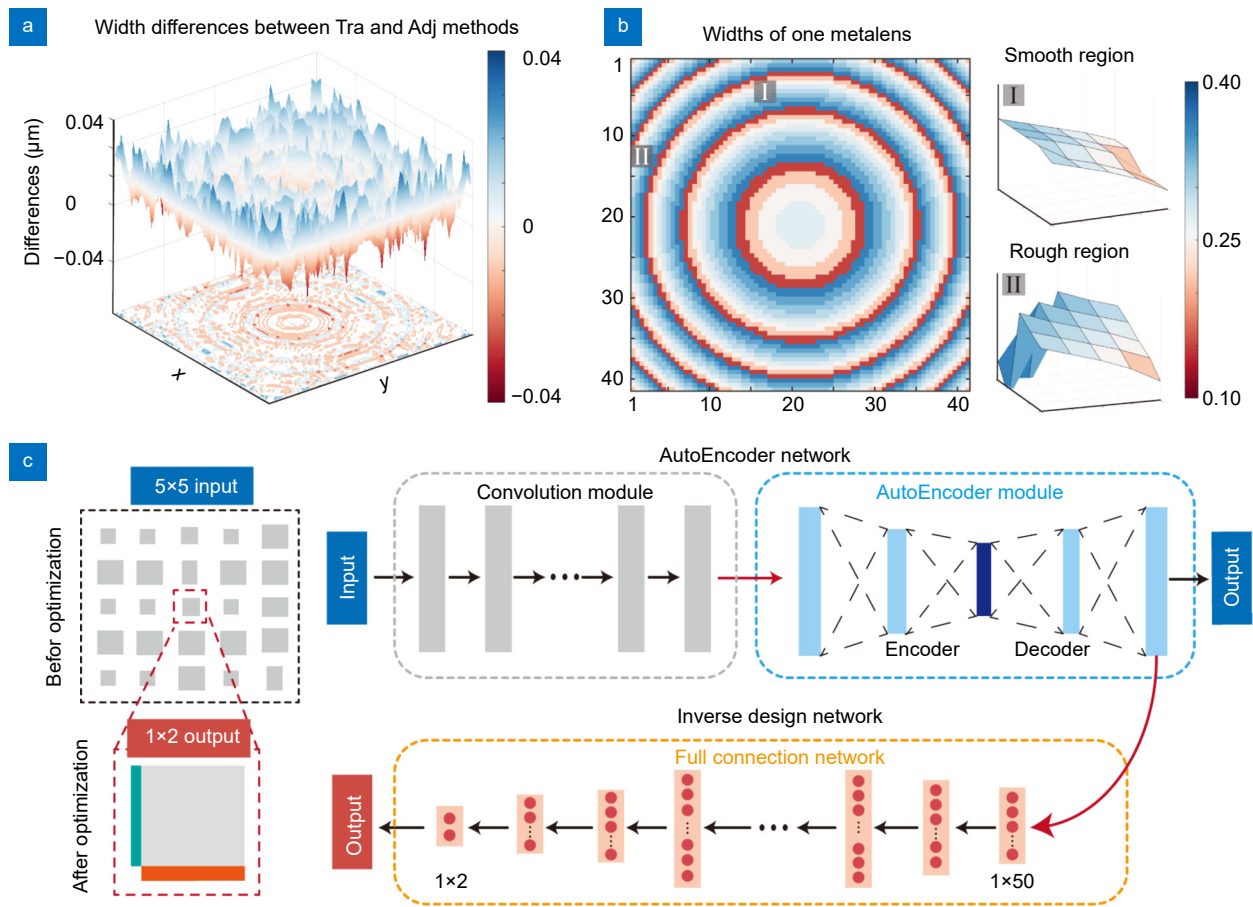 a
Width differences between Tra and Adj methods
Differences (μm)
0.04
0
−0.04
x
y
0.04
0
−0.04
b
Widths of one metalens
1
10
20
30
40
1
10
20
30
40
I
II
Smooth region
I
Rough region
II
0.40
0.25
0.10
c
5×5 input
Befor optimization
1×2 output
After optimization
AutoEncoder network
Input
Convolution module
AutoEncoder module
Encoder
Decoder
Output
Inverse design network
Full connection network
Output
1×2
1×50